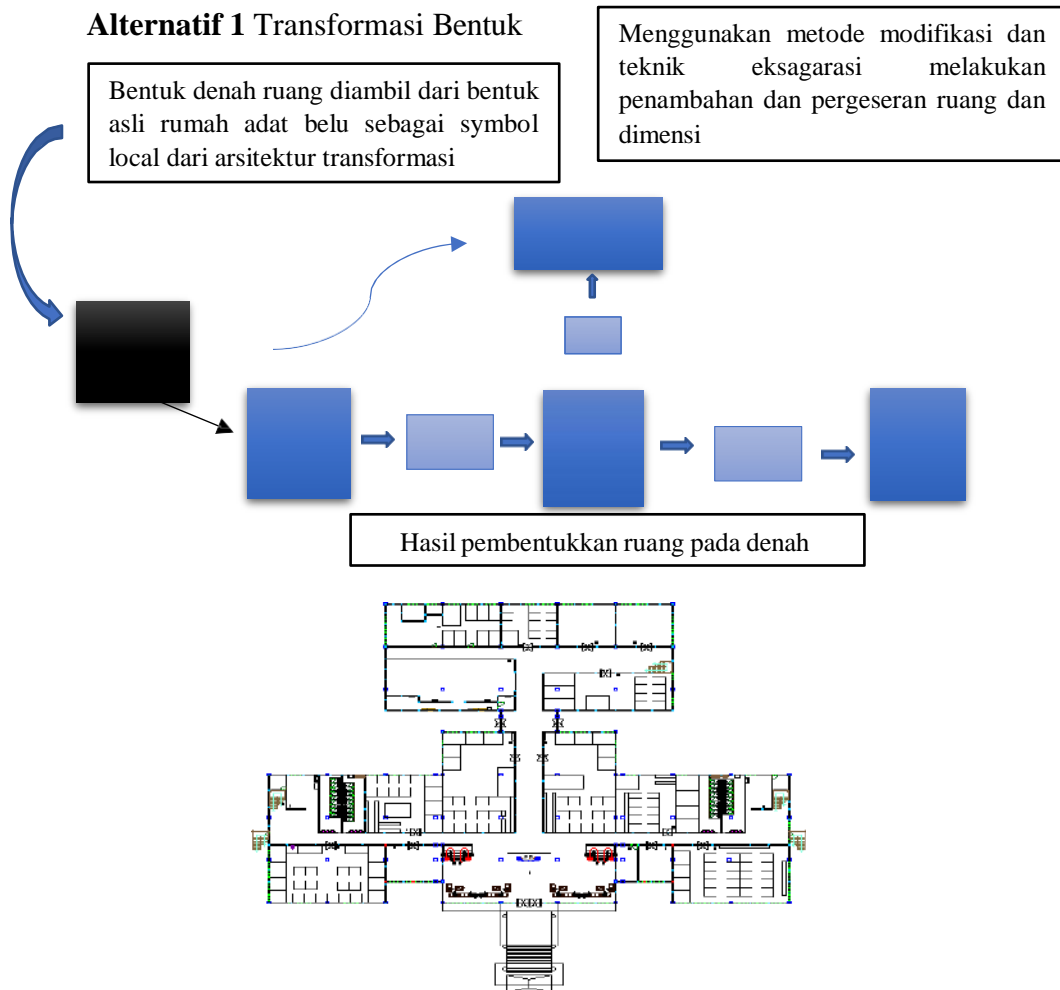 Alternatif 1 Transformasi Bentuk
Menggunakan metode modifikasi dan
teknik eksagarasi melakukan
penambahan dan pergeseran ruang dan
dimensi
Bentuk denah ruang diambil dari bentuk
asli rumah adat belu sebagai symbol
local dari arsitektur transformasi
Hasil pembentukkan ruang pada denah